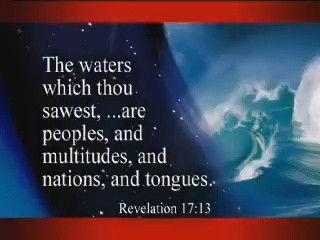 The waters
which thou
sawest, ...are
peoples, and
multitudes, and
nations, and tongues.
Revelation 17:13